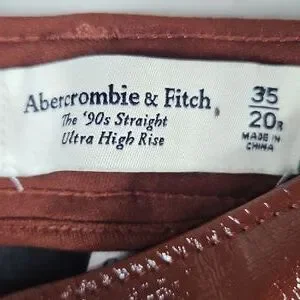 Abercrombie & Fitch
The '90s Straight
Ultra High Rise
35
20R
MADE IN
CHINA